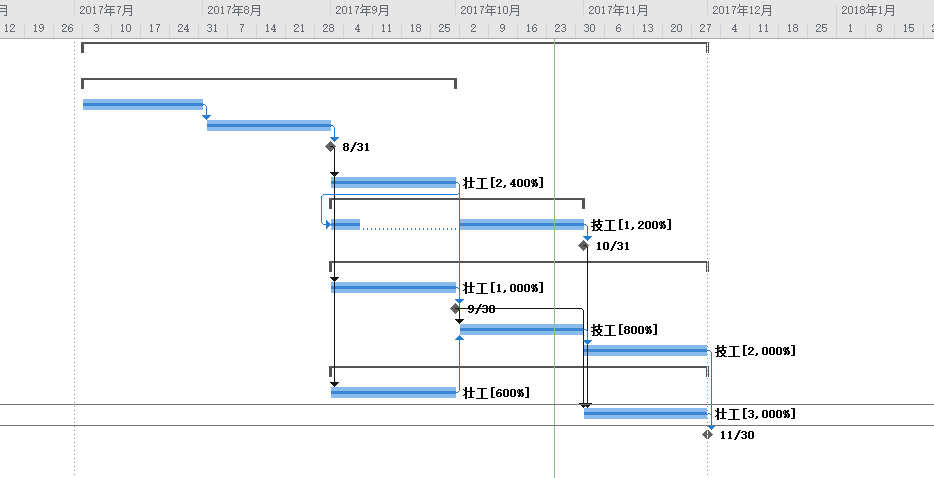 月 2017年7月 2017年8月 2017年9月 2017年10月 2017年11月 2017年12月 2018年1月
12 19 26 3 10 17 24 31 7 14 21 28 4 11 18 25 2 9 16 23 30 6 13 20 27 4 11 18 25 1 8 15
8/31
壮工[2,400%]
技工[1,200%]
10/31
壮工[1,000%]
9/30
技工[800%]
技工[2,000%]
壮工[600%]
壮工[3,000%]
11/30